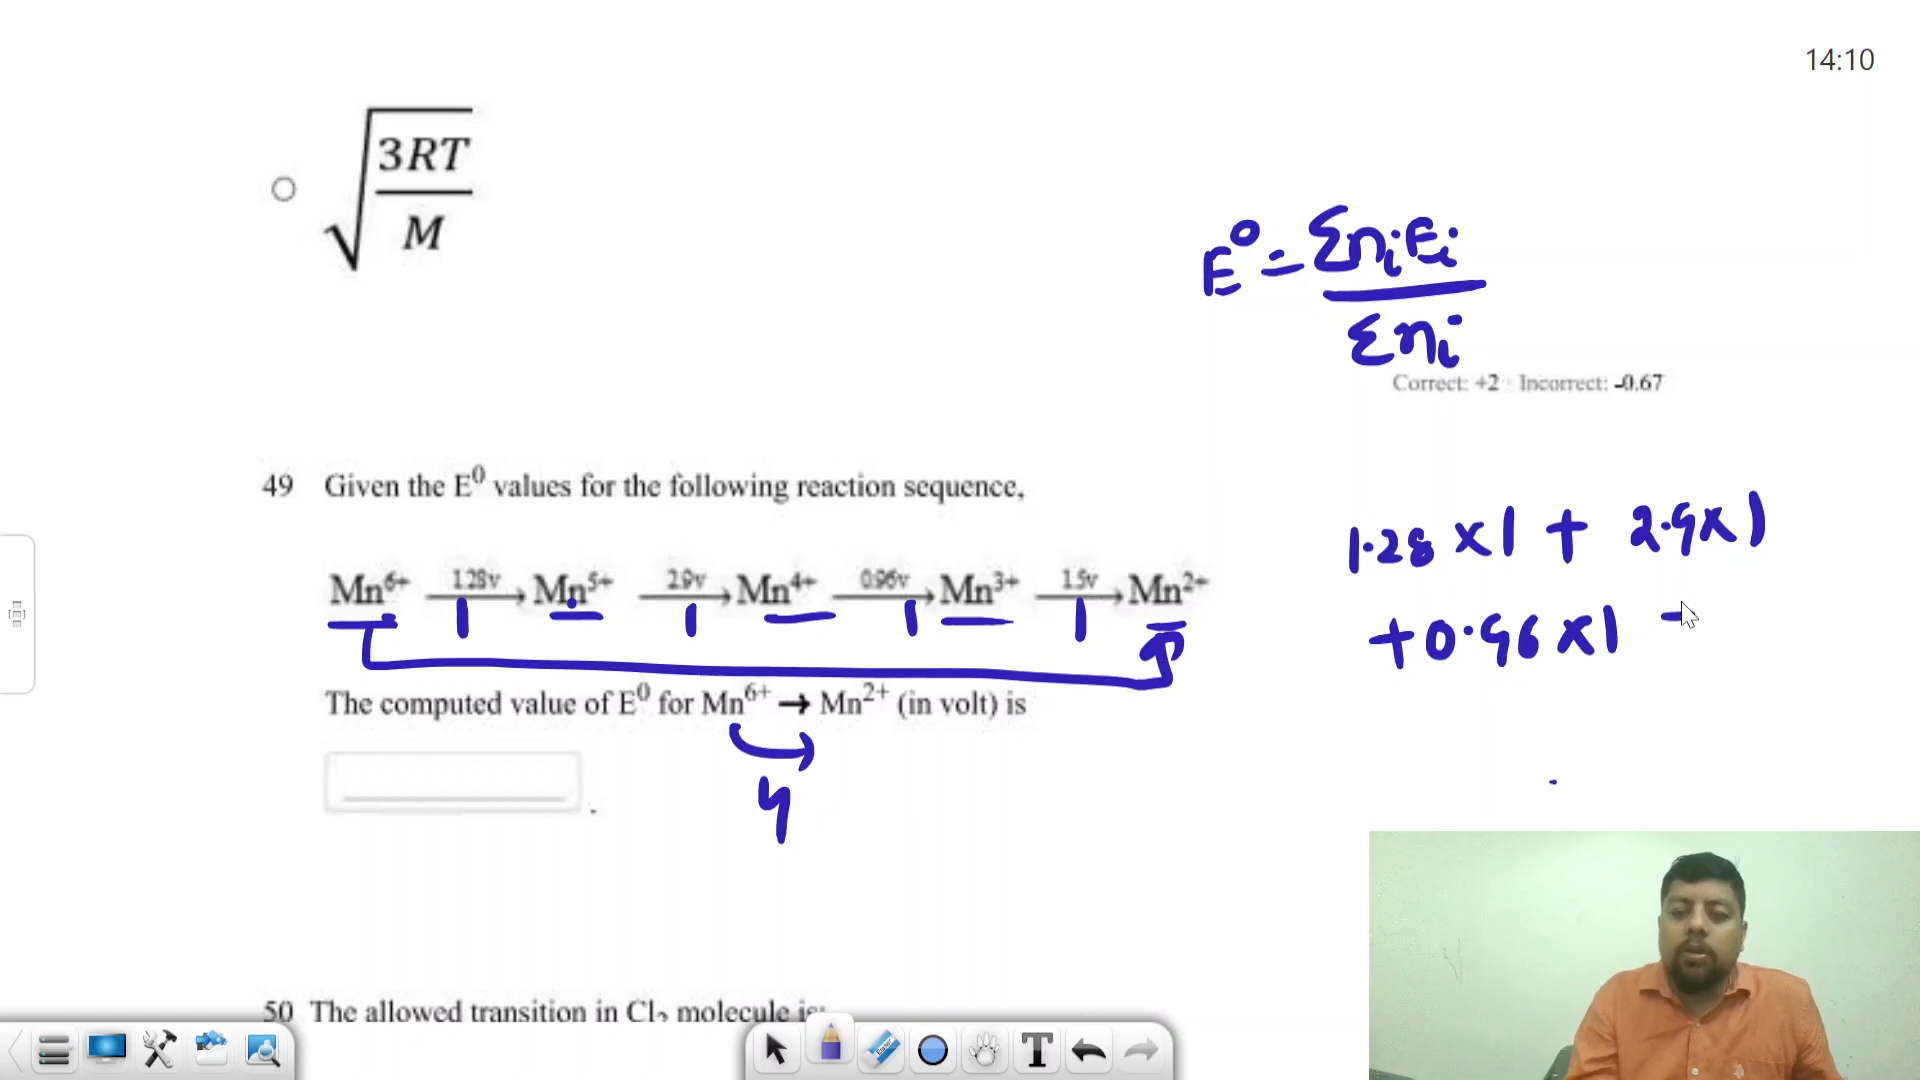 14:10
√(3RT/M)
E⁰ = Σnᵢ Eᵢ / Σnᵢ
Correct: +2 · Incorrect: -0.67
49 Given the E⁰ values for the following reaction sequence,
Mn⁶⁺ —1.28v→ Mn⁵⁺ —2.9v→ Mn⁴⁺ —0.96v→ Mn³⁺ —1.5v→ Mn²⁺
1 1 1 1
1.28 × 1 + 2.9 × 1
+ 0.96 × 1
The computed value of E⁰ for Mn⁶⁺ → Mn²⁺ (in volt) is
4
50 The allowed transition in Cl₂ molecule is: